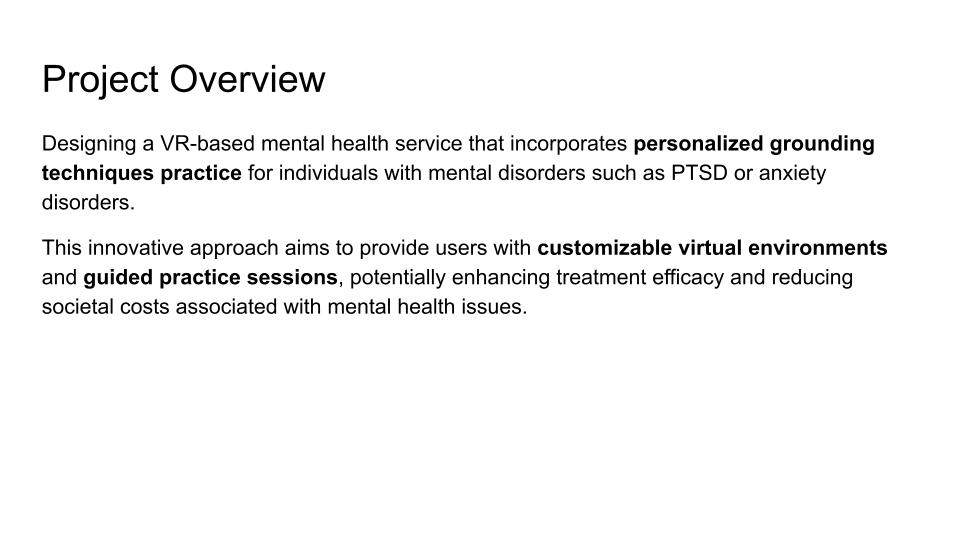 Project Overview
Designing a VR-based mental health service that incorporates personalized grounding
techniques practice for individuals with mental disorders such as PTSD or anxiety
disorders.
This innovative approach aims to provide users with customizable virtual environments
and guided practice sessions, potentially enhancing treatment efficacy and reducing
societal costs associated with mental health issues.